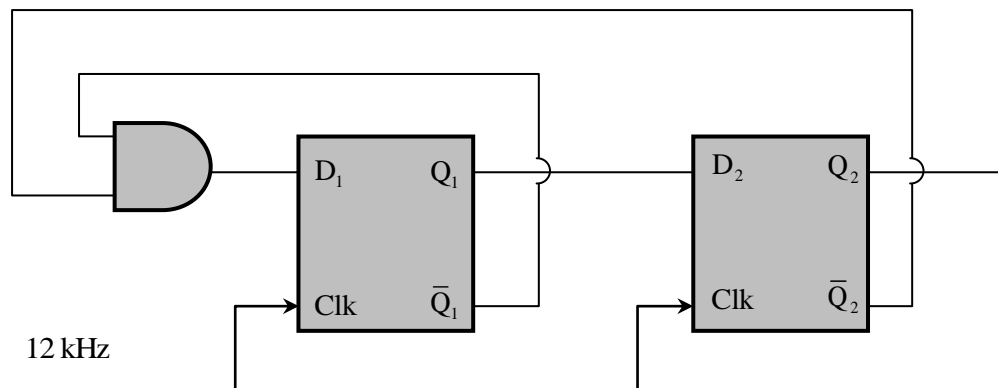 D₁ Q₁
Clk Q̅₁
D₂ Q₂
Clk Q̅₂
12 kHz